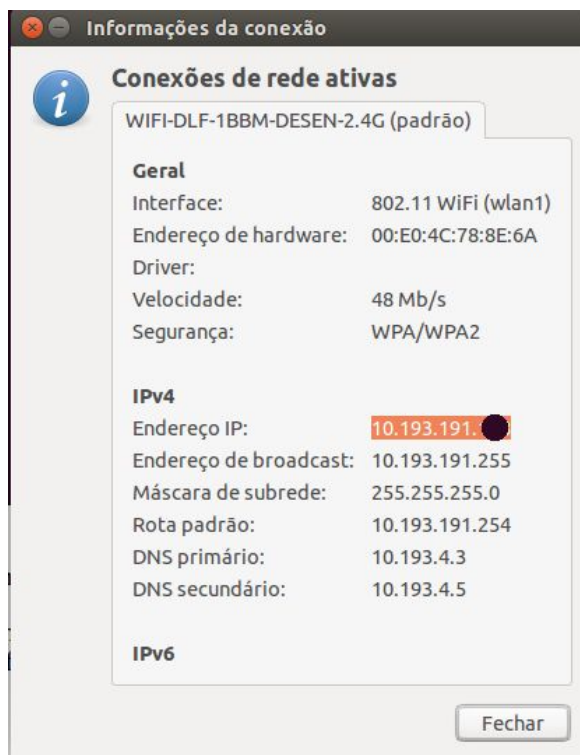 Informações da conexão
Conexões de rede ativas
WIFI-DLF-1BBM-DESEN-2.4G (padrão)
Geral
Interface: 802.11 WiFi (wlan1)
Endereço de hardware: 00:E0:4C:78:8E:6A
Driver:
Velocidade: 48 Mb/s
Segurança: WPA/WPA2
IPv4
Endereço IP: 10.193.191.
Endereço de broadcast: 10.193.191.255
Máscara de subrede: 255.255.255.0
Rota padrão: 10.193.191.254
DNS primário: 10.193.4.3
DNS secundário: 10.193.4.5
IPv6
Fechar